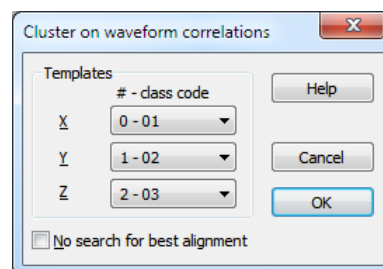 Cluster on waveform correlations
Templates
# - class code
X 0 - 01
Y 1 - 02
Z 2 - 03
No search for best alignment
Help
Cancel
OK